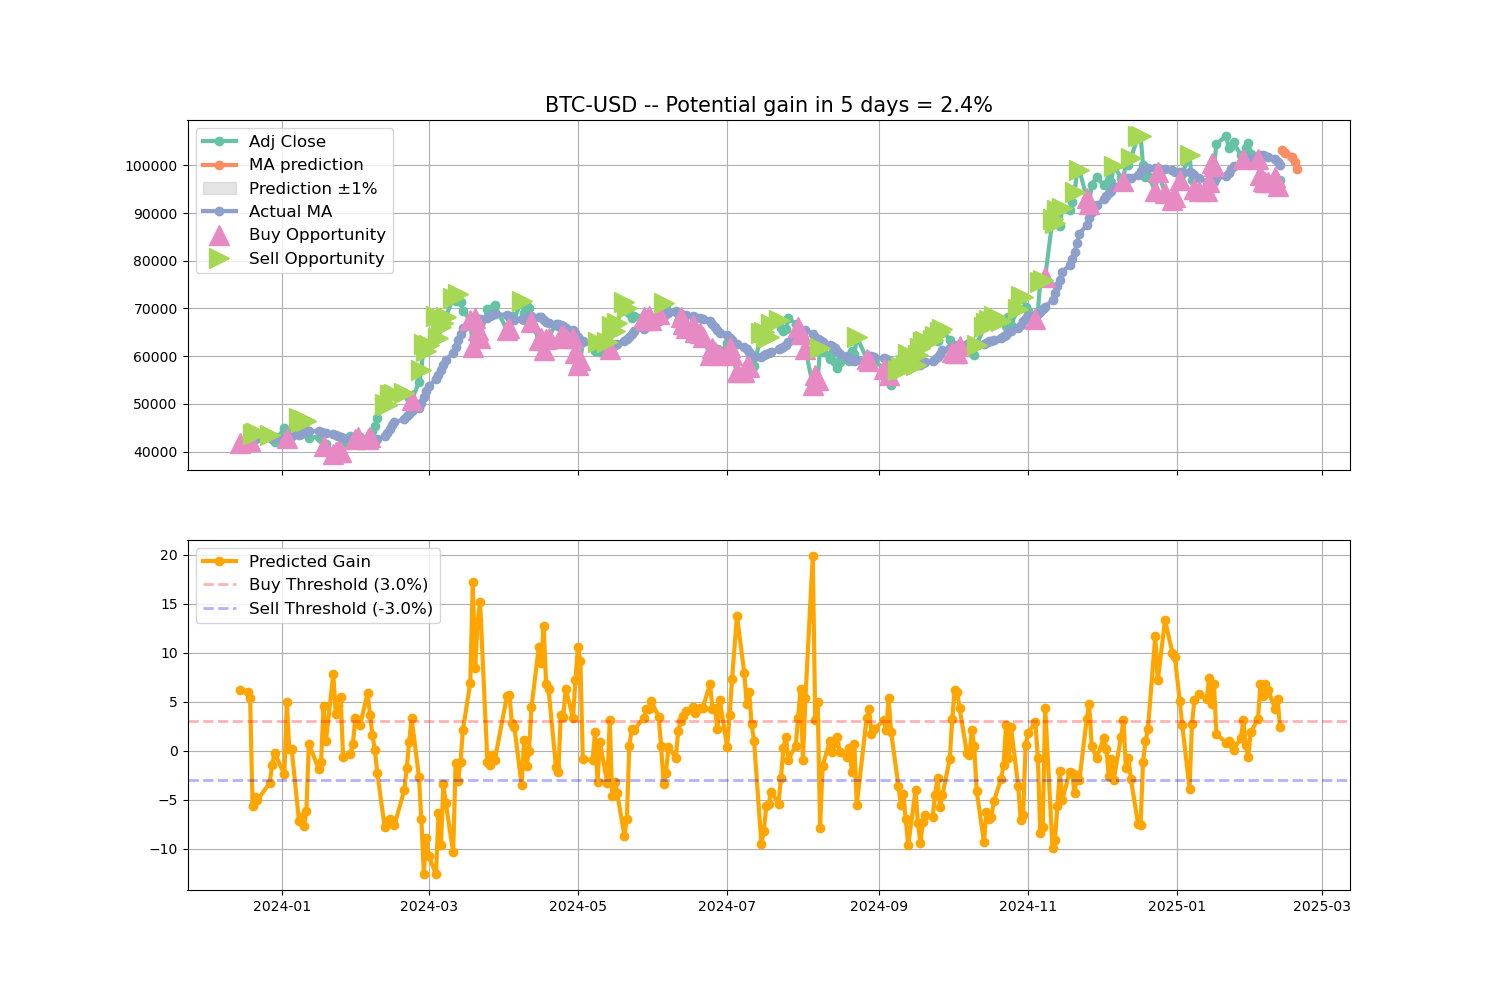 BTC-USD -- Potential gain in 5 days = 2.4%
Adj Close
MA prediction
Prediction ±1%
Actual MA
Buy Opportunity
Sell Opportunity
100000
90000
80000
70000
60000
50000
40000
Predicted Gain
Buy Threshold (3.0%)
Sell Threshold (-3.0%)
20
15
10
5
0
−5
−10
2024-01
2024-03
2024-05
2024-07
2024-09
2024-11
2025-01
2025-03